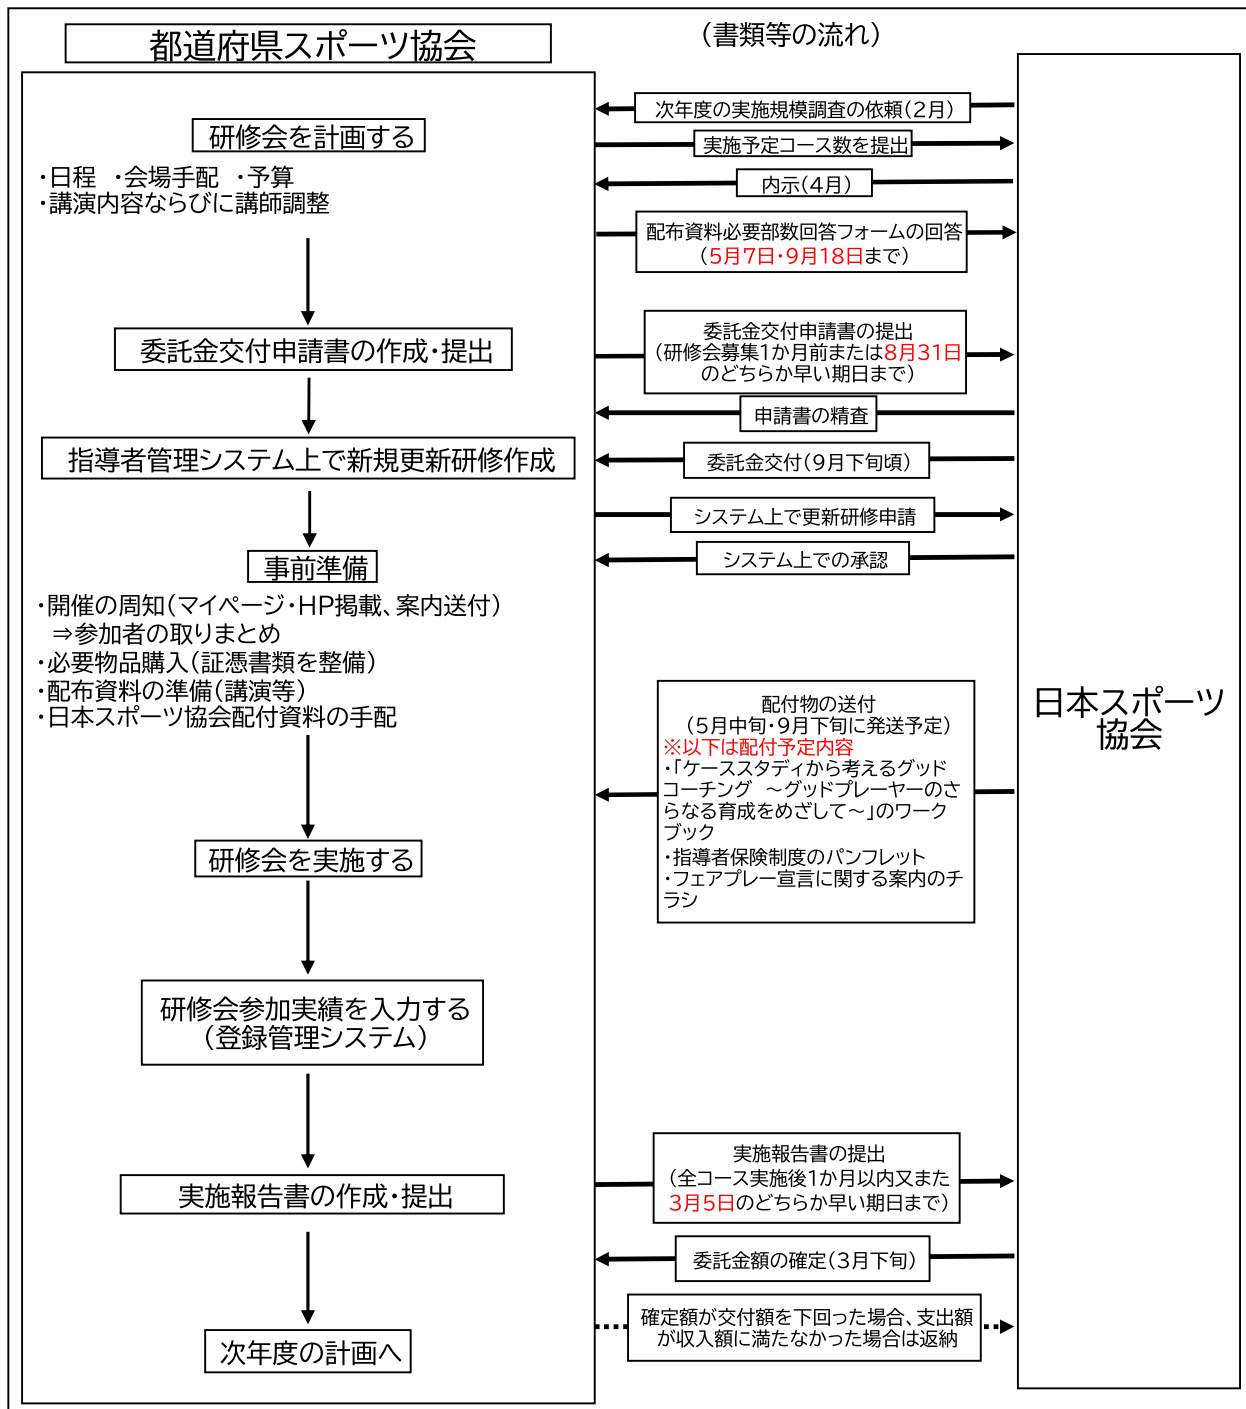 都道府県スポーツ協会
（書類等の流れ）
研修会を計画する
・日程　・会場手配　・予算
・講演内容ならびに講師調整
委託金交付申請書の作成・提出
指導者管理システム上で新規更新研修作成
事前準備
・開催の周知（マイページ・HP掲載、案内送付）
⇒参加者の取りまとめ
・必要物品購入（証憑書類を整備）
・配布資料の準備（講演等）
・日本スポーツ協会配付資料の手配
研修会を実施する
研修会参加実績を入力する
（登録管理システム）
実施報告書の作成・提出
次年度の計画へ
次年度の実施規模調査の依頼（2月）
実施予定コース数を提出
内示（4月）
配布資料必要部数回答フォームの回答
（5月7日・9月18日まで）
委託金交付申請書の提出
（研修会募集1か月前または8月31日
のどちらか早い期日まで）
申請書の精査
委託金交付（9月下旬頃）
システム上で更新研修申請
システム上での承認
配付物の送付
（5月中旬・9月下旬に発送予定）
※以下は配付予定内容
・「ケーススタディから考えるグッド
コーチング　～グッドプレーヤーのさ
らなる育成をめざして～」のワーク
ブック
・指導者保険制度のパンフレット
・フェアプレー宣言に関する案内のチ
ラシ
実施報告書の提出
（全コース実施後1か月以内又また
3月5日のどちらか早い期日まで）
委託金額の確定（3月下旬）
確定額が交付額を下回った場合、支出額
が収入額に満たなかった場合は返納
日本スポーツ
協会